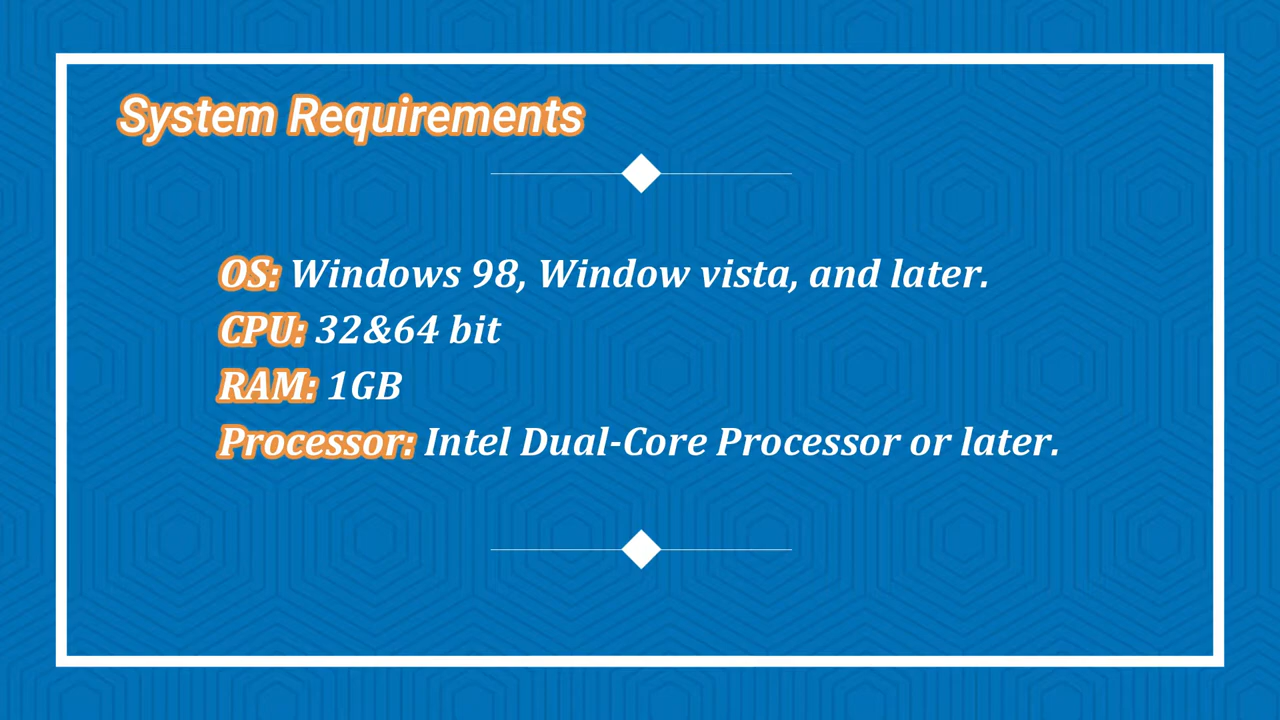 System Requirements
OS: Windows 98, Window vista, and later.
CPU: 32&64 bit
RAM: 1GB
Processor: Intel Dual-Core Processor or later.